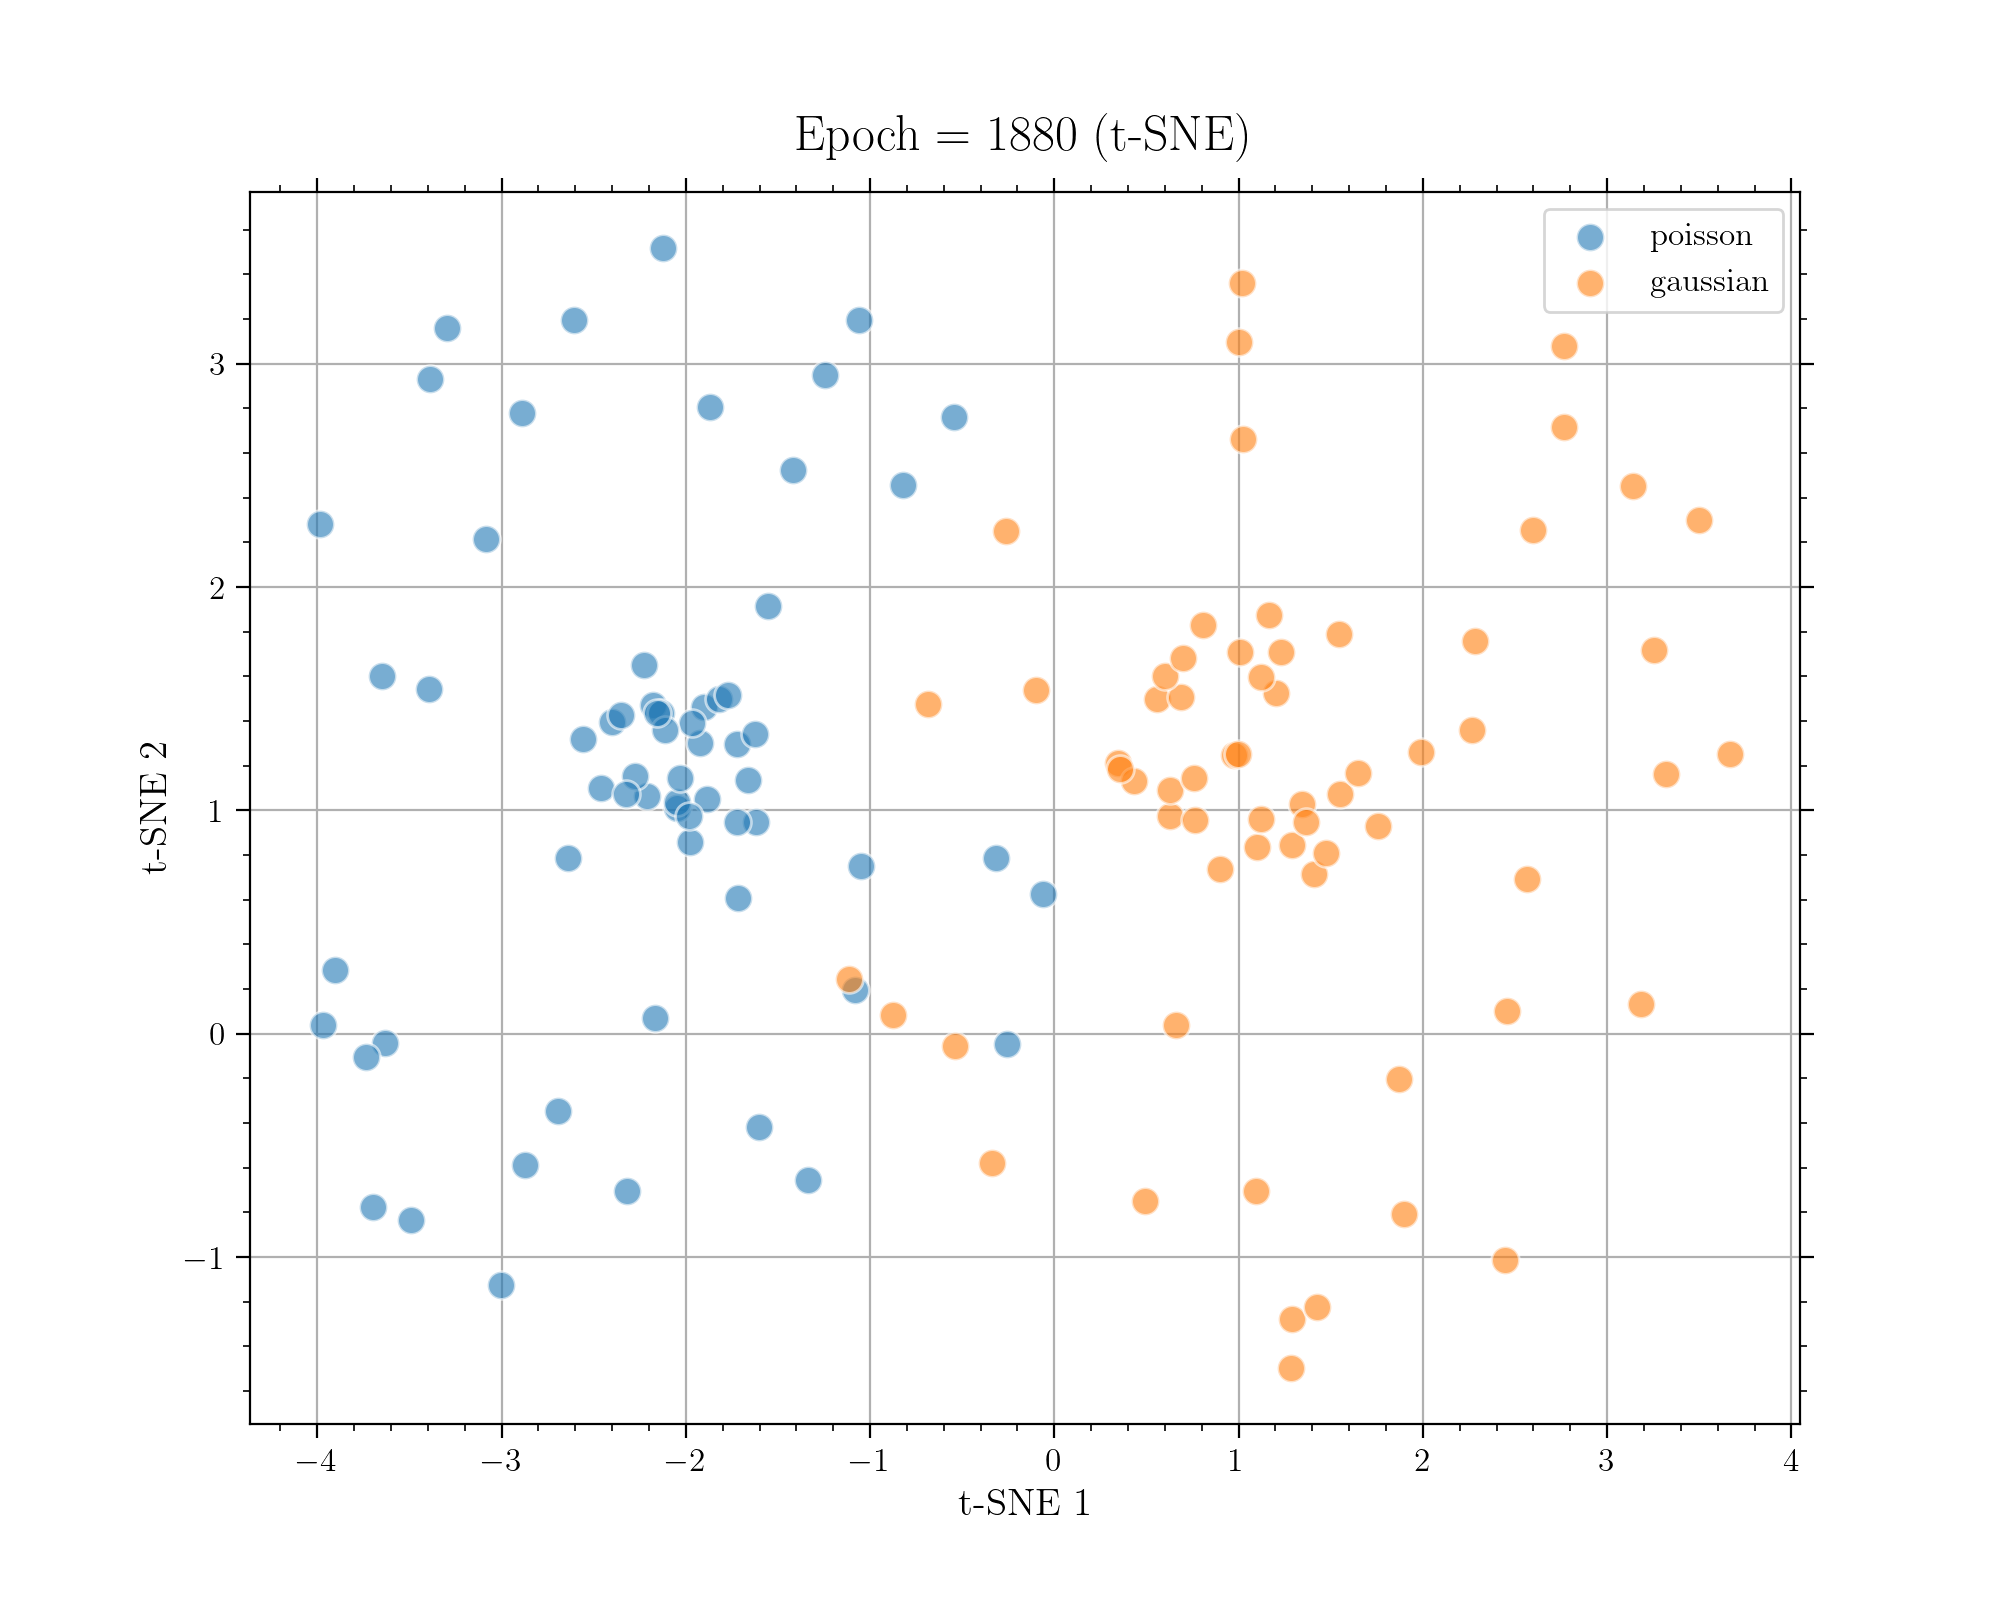 Epoch = 1880 (t-SNE)
poisson
gaussian
3
2
1
0
−1
t-SNE 2
−4 −3 −2 −1 0 1 2 3 4
t-SNE 1